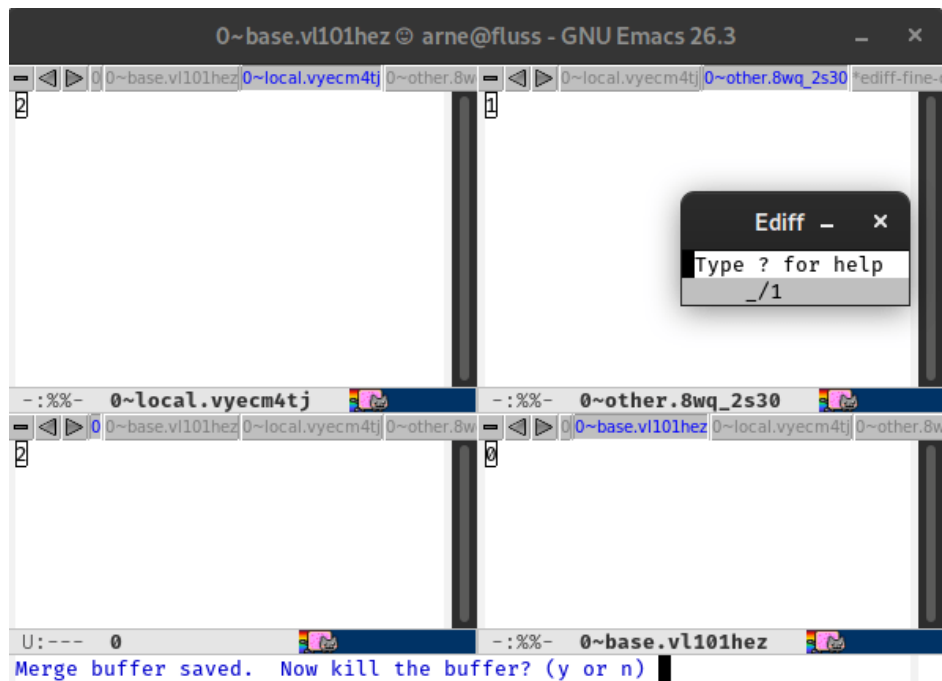 0~base.vl101hez ☺ arne@fluss - GNU Emacs 26.3
0 0~base.vl101hez 0~local.vyecm4tj 0~other.8w
0~local.vyecm4tj 0~other.8wq_2s30 *ediff-fine-
2
1
Ediff
Type ? for help
_/1
-:%%- 0~local.vyecm4tj
-:%%- 0~other.8wq_2s30
0 0~base.vl101hez 0~local.vyecm4tj 0~other.8w
0 0~base.vl101hez 0~local.vyecm4tj 0~other.8w
2
0
U:--- 0
-:%%- 0~base.vl101hez
Merge buffer saved. Now kill the buffer? (y or n)